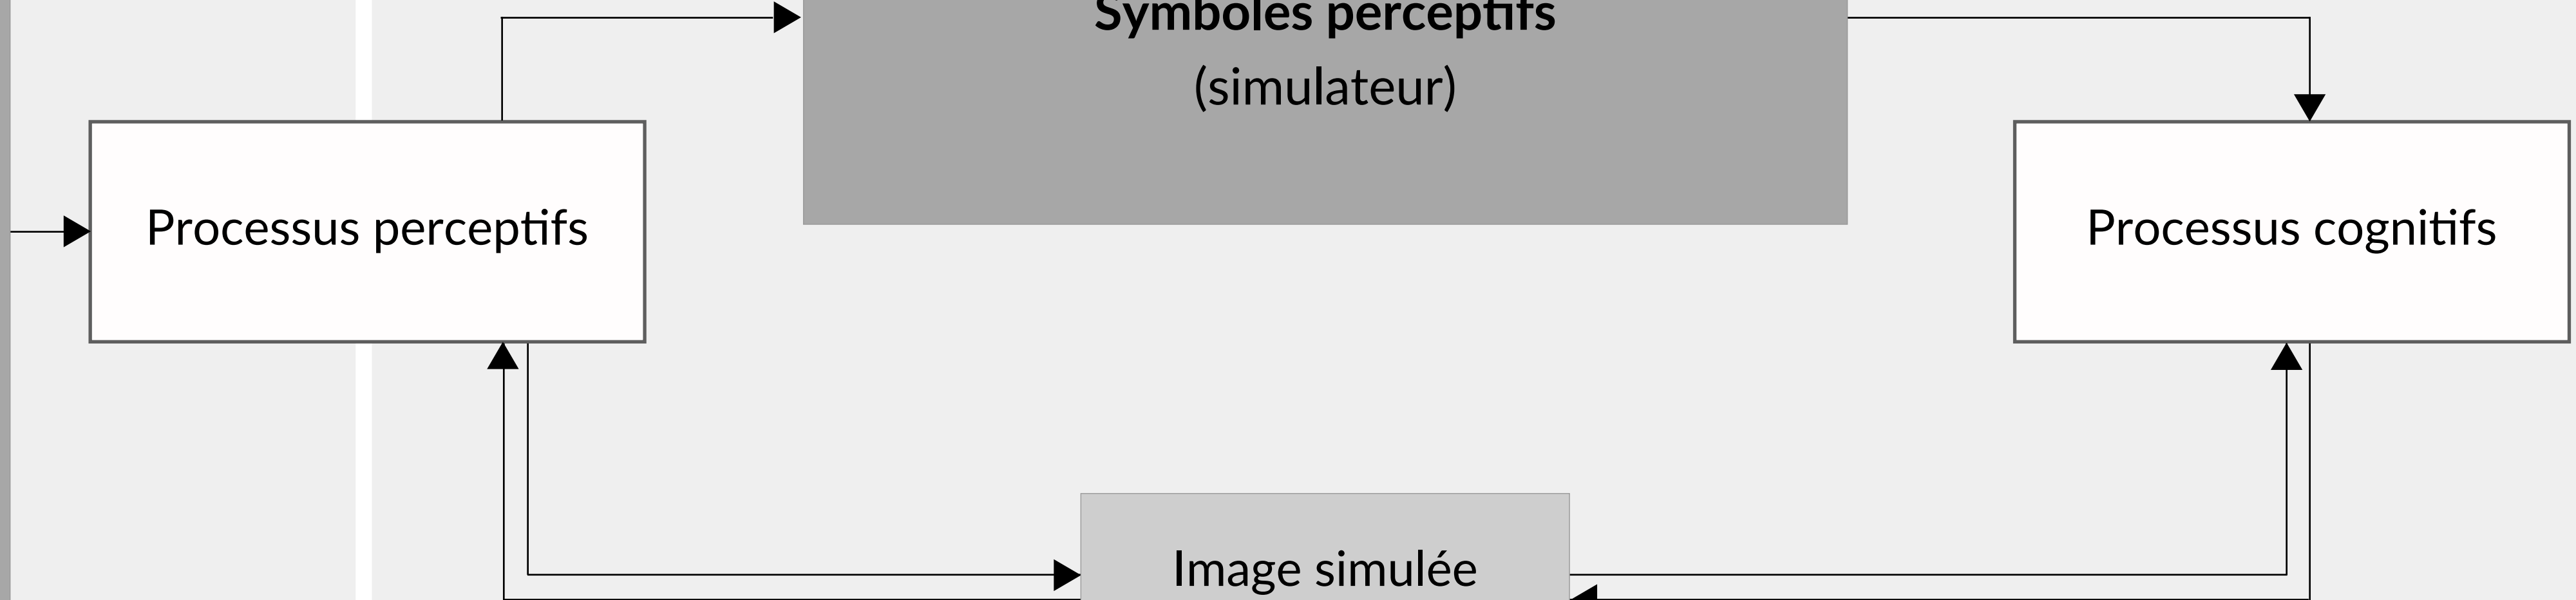 Symboles perceptifs
(simulateur)
Processus perceptifs
Processus cognitifs
Image simulée